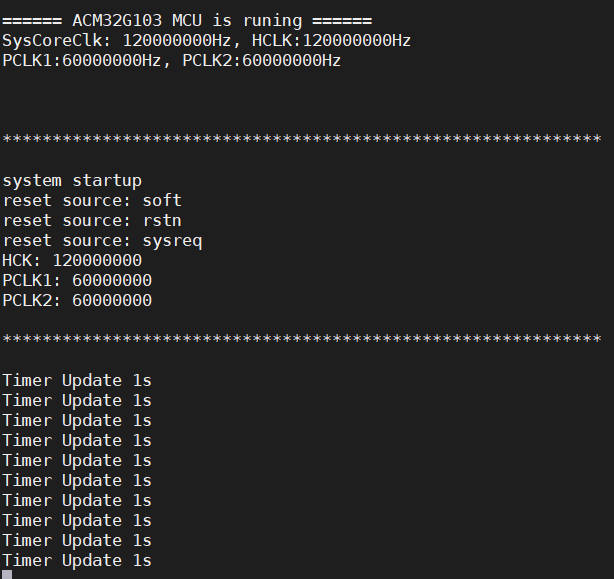 ====== ACM32G103 MCU is runing ======
SysCoreClk: 120000000Hz, HCLK:120000000Hz
PCLK1:60000000Hz, PCLK2:60000000Hz
************************************************************
system startup
reset source: soft
reset source: rstn
reset source: sysreq
HCK: 120000000
PCLK1: 60000000
PCLK2: 60000000
************************************************************
Timer Update 1s
Timer Update 1s
Timer Update 1s
Timer Update 1s
Timer Update 1s
Timer Update 1s
Timer Update 1s
Timer Update 1s
Timer Update 1s
Timer Update 1s